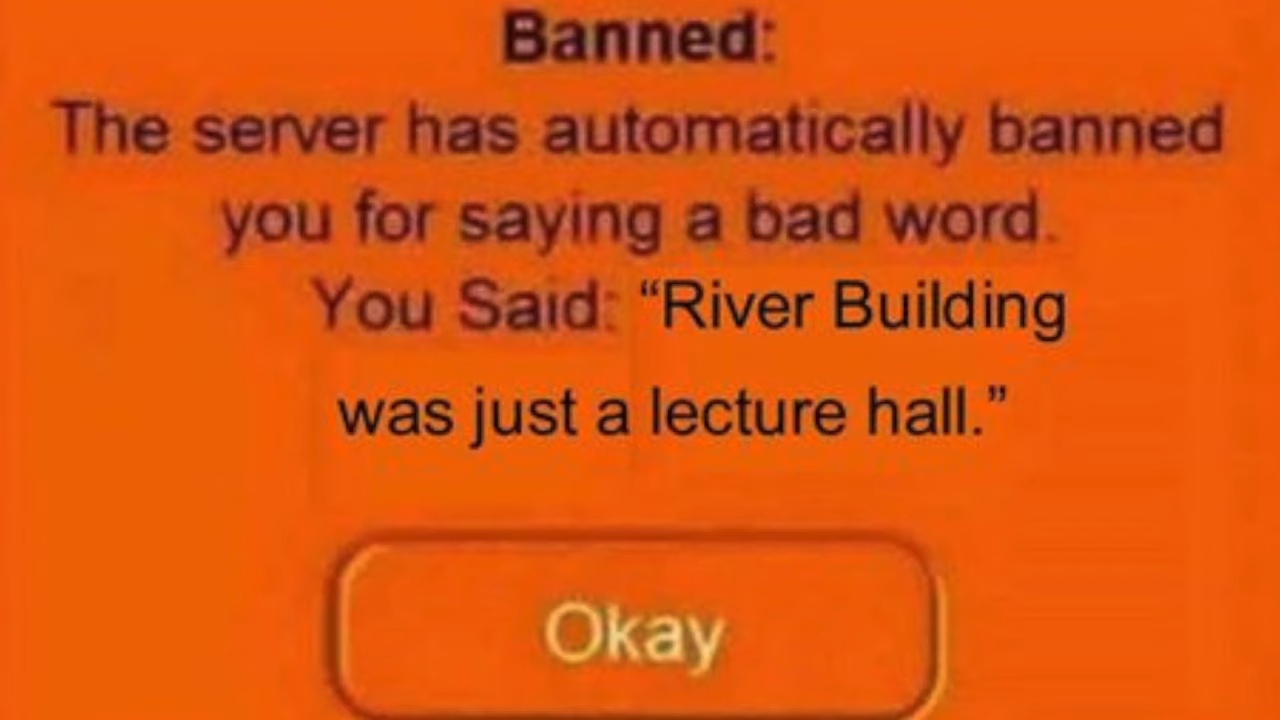 Banned:
The server has automatically banned
you for saying a bad word.
You Said: “River Building
was just a lecture hall.”
Okay